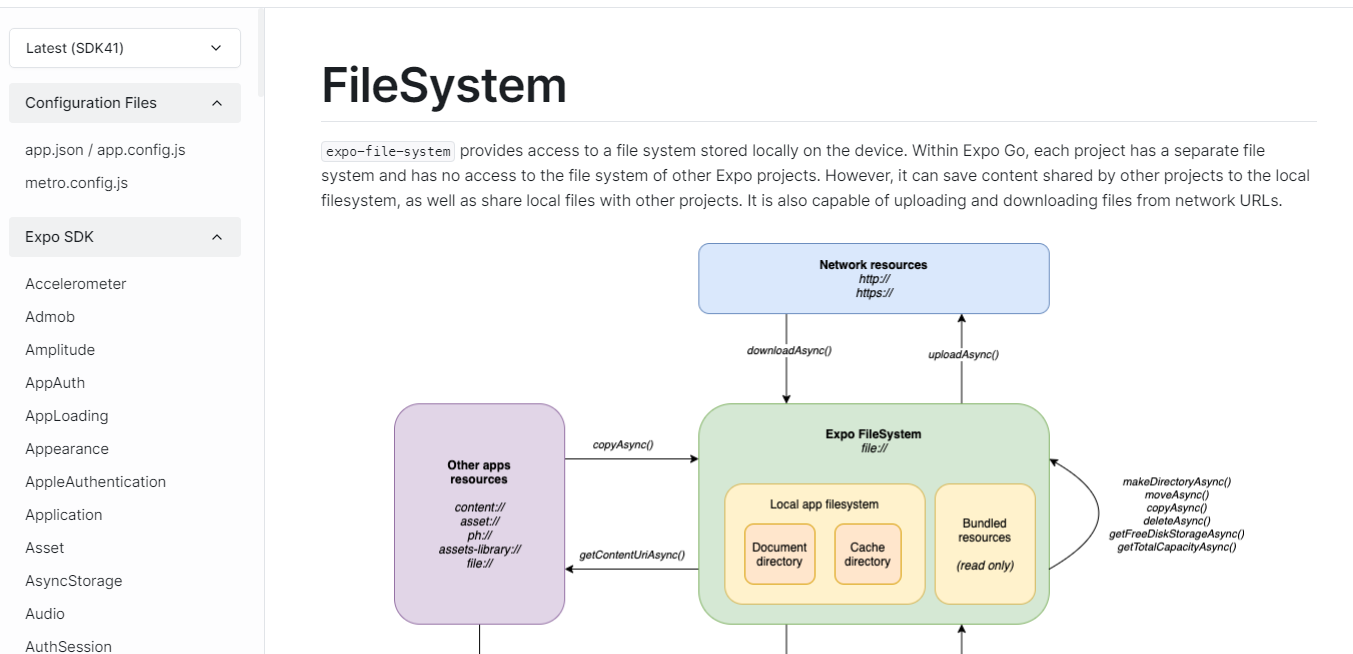 Latest (SDK41)
Configuration Files
app.json / app.config.js
metro.config.js
Expo SDK
Accelerometer
Admob
Amplitude
AppAuth
AppLoading
Appearance
AppleAuthentication
Application
Asset
AsyncStorage
Audio
AuthSession
FileSystem
expo-file-system provides access to a file system stored locally on the device. Within Expo Go, each project has a separate file
system and has no access to the file system of other Expo projects. However, it can save content shared by other projects to the local
filesystem, as well as share local files with other projects. It is also capable of uploading and downloading files from network URLs.
Network resources
http://
https://
downloadAsync()
uploadAsync()
Other apps
resources
content://
asset://
ph://
assets-library://
file://
copyAsync()
getContentUriAsync()
Expo FileSystem
file://
Local app filesystem
Document
directory
Cache
directory
Bundled
resources
(read only)
makeDirectoryAsync()
moveAsync()
copyAsync()
deleteAsync()
getFreeDiskStorageAsync()
getTotalCapacityAsync()